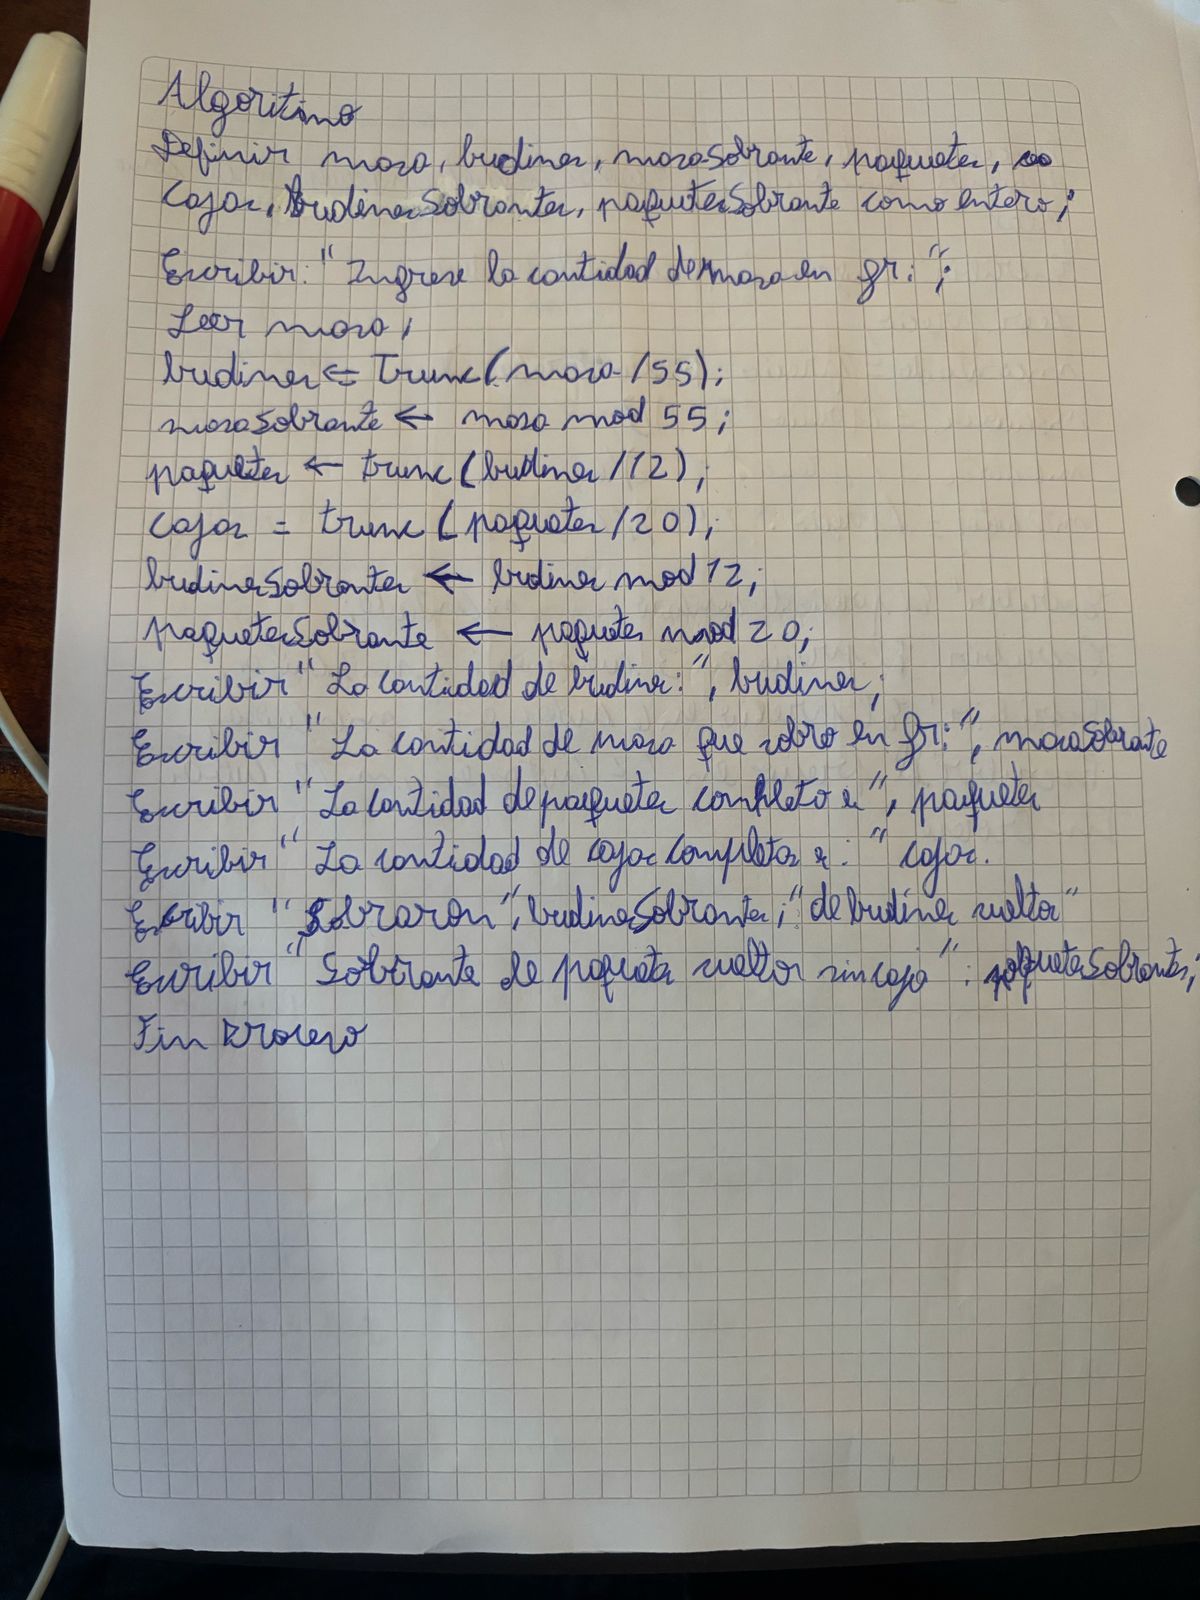 Algoritmo
Definir masa, budines, masaSobrante, paquetes,
cajas, budinesSobrantes, paquetesSobrante como entero;
Escribir: "Ingrese la cantidad de masa en gr: ";
Leer masa;
budines ⇐ Trunc(masa /55);
masaSobrante ← masa mod 55;
paquetes ← trunc(budines /12);
cajas = trunc (paquetes /20);
budinesSobrantes ← budines mod 12;
paquetesSobrante ← paquetes mod 20;
Escribir "La cantidad de budines: ", budines;
Escribir "La cantidad de masa que sobro en gr: ", masaSobrante
Escribir "La cantidad de paquetes completo es", paquetes
Escribir "La cantidad de cajas completas es: " cajas.
Escribir "Sobraron", budinesSobrantes; "de budines sueltos"
Escribir "Sobrante de paquetes sueltos sin caja" : paquetesSobrantes;
Fin Proceso